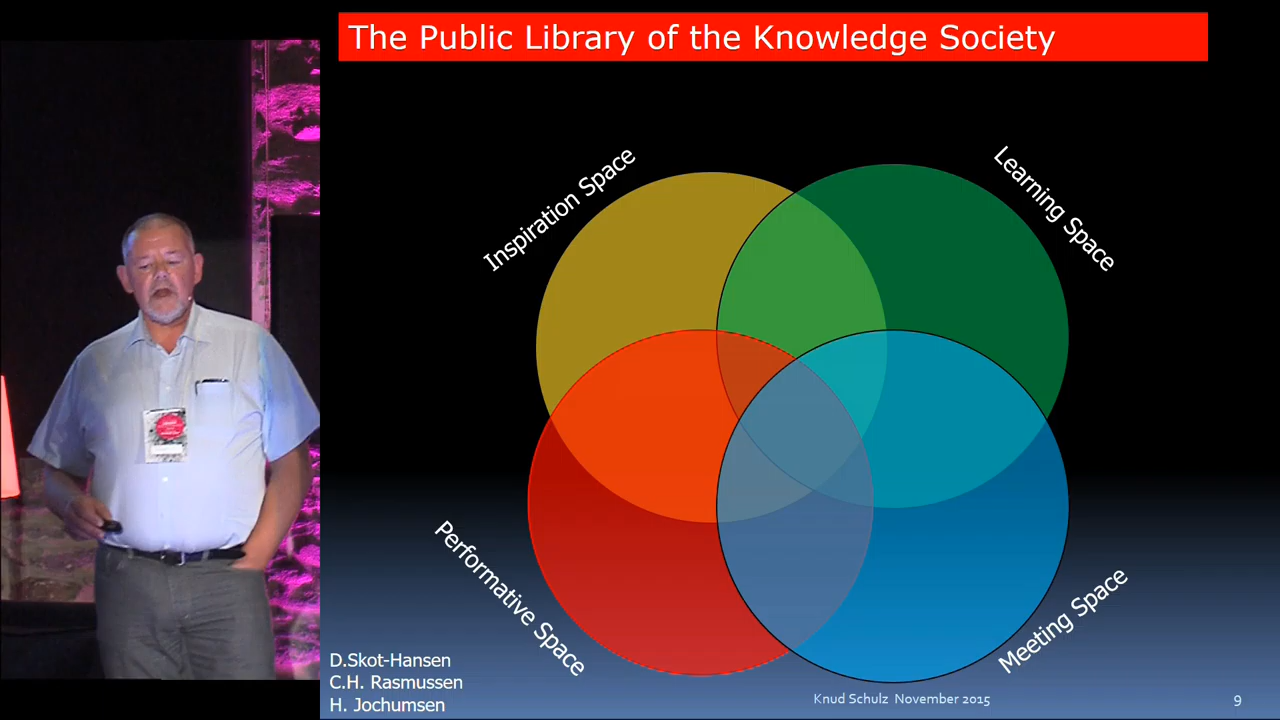 The Public Library of the Knowledge Society
Inspiration Space
Learning Space
Performative Space
Meeting Space
D.Skot-Hansen
C.H. Rasmussen
H. Jochumsen
Knud Schulz November 2015
9